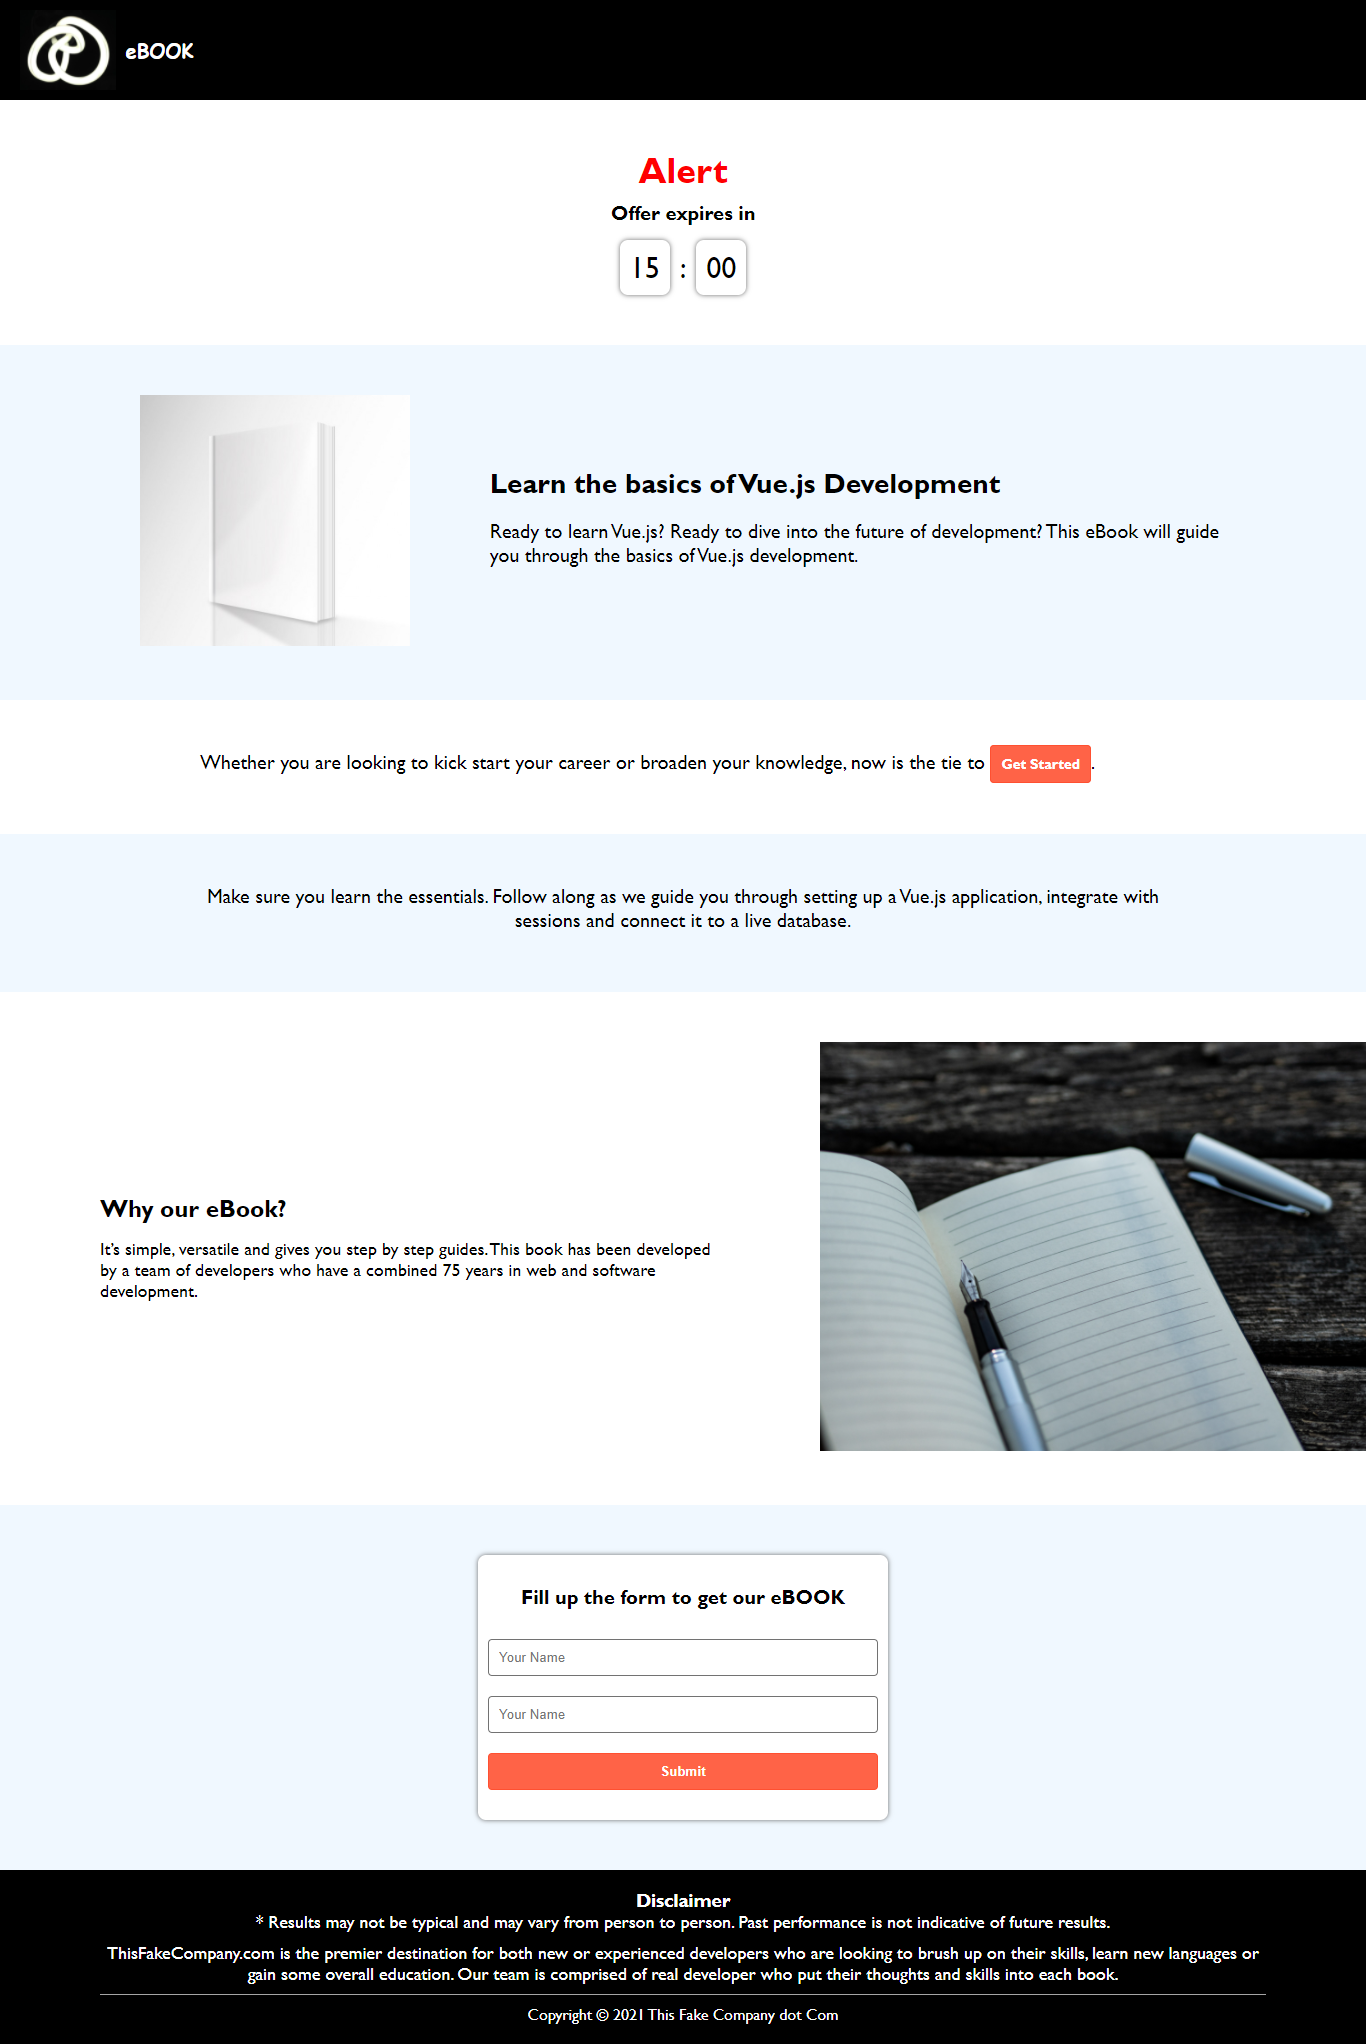 eBOOK
Alert
Offer expires in
15 : 00
Learn the basics of Vue.js Development
Ready to learn Vue.js? Ready to dive into the future of development? This eBook will guide
you through the basics of Vue.js development.
Whether you are looking to kick start your career or broaden your knowledge, now is the tie to Get Started.
Make sure you learn the essentials. Follow along as we guide you through setting up a Vue.js application, integrate with
sessions and connect it to a live database.
Why our eBook?
It's simple, versatile and gives you step by step guides. This book has been developed
by a team of developers who have a combined 75 years in web and software
development.
Fill up the form to get our eBOOK
Your Name
Your Name
Submit
Disclaimer
* Results may not be typical and may vary from person to person. Past performance is not indicative of future results.
ThisFakeCompany.com is the premier destination for both new or experienced developers who are looking to brush up on their skills, learn new languages or
gain some overall education. Our team is comprised of real developer who put their thoughts and skills into each book.
Copyright © 2021 This Fake Company dot Com